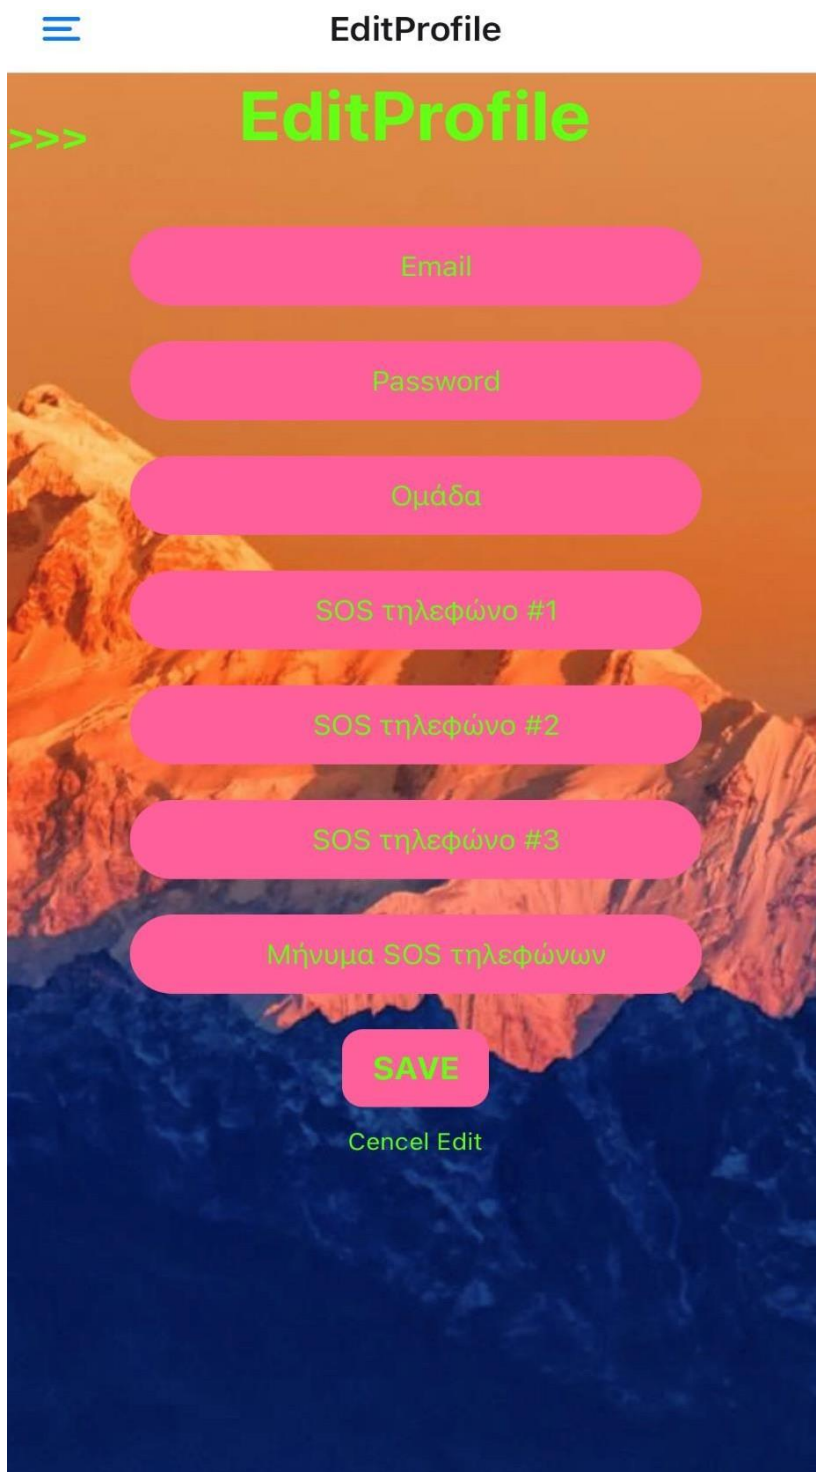 EditProfile
EditProfile
>>>
Email
Password
Ομάδα
SOS τηλεφώνο #1
SOS τηλεφώνο #2
SOS τηλεφώνο #3
Μήνυμα SOS τηλεφώνων
SAVE
Cencel Edit